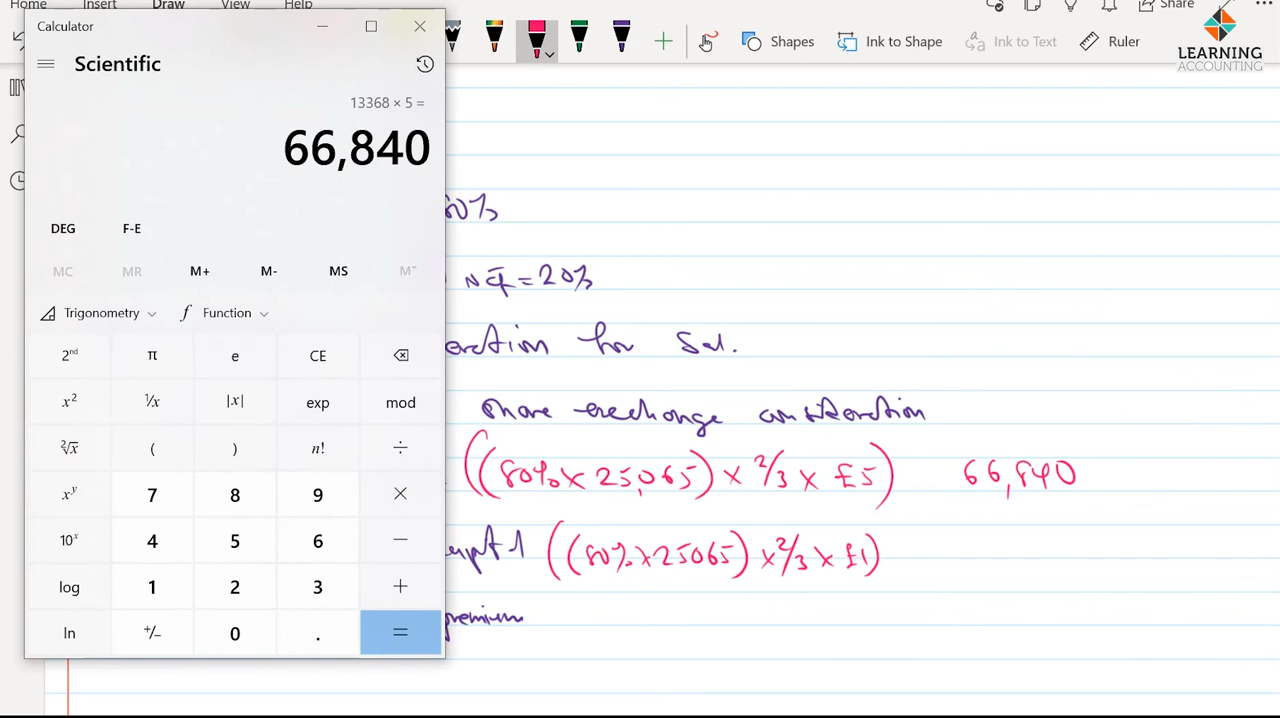 Home Insert Draw View Help
Share
Calculator
Shapes
Ink to Shape
Ink to Text
Ruler
LEARNING
ACCOUNTING
Scientific
13368 × 5 =
66,840
DEG F-E
MC MR M+ M- MS M˅
Trigonometry f Function
2nd π e CE
x² ¹/x |x| exp mod
²√x ( ) n! ÷
xʸ 7 8 9 ×
10ˣ 4 5 6 −
log 1 2 3 +
ln +/− 0 . =
80%
NCI = 20%
eration for Sal.
Share exchange consideration
((80% x 25,065) x 2/3 x £5) 66,840
((80% x 25065) x 2/3 x £1)
premium